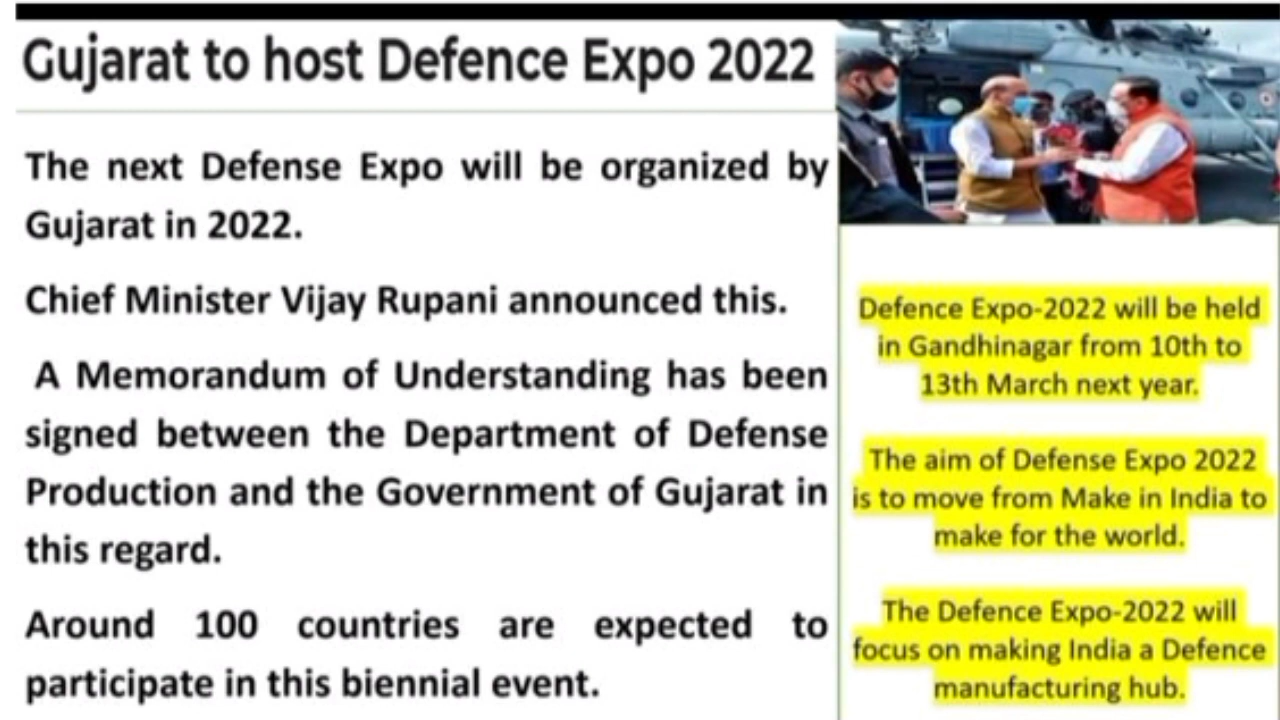 Gujarat to host Defence Expo 2022
The next Defense Expo will be organized by
Gujarat in 2022.
Chief Minister Vijay Rupani announced this.
A Memorandum of Understanding has been
signed between the Department of Defense
Production and the Government of Gujarat in
this regard.
Around 100 countries are expected to
participate in this biennial event.
Defence Expo-2022 will be held
in Gandhinagar from 10th to
13th March next year.
The aim of Defense Expo 2022
is to move from Make in India to
make for the world.
The Defence Expo-2022 will
focus on making India a Defence
manufacturing hub.